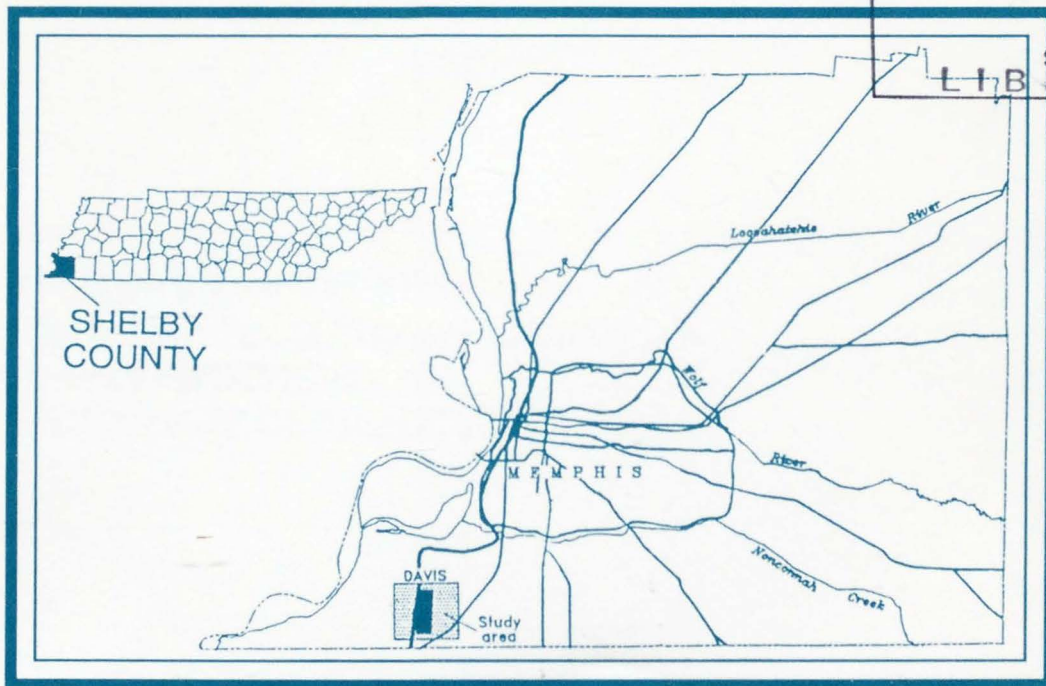 LIB
SHELBY
COUNTY
Loosahatchie
River
Wolf
River
MEMPHIS
Nonconnah
Creek
DAVIS
Study
area